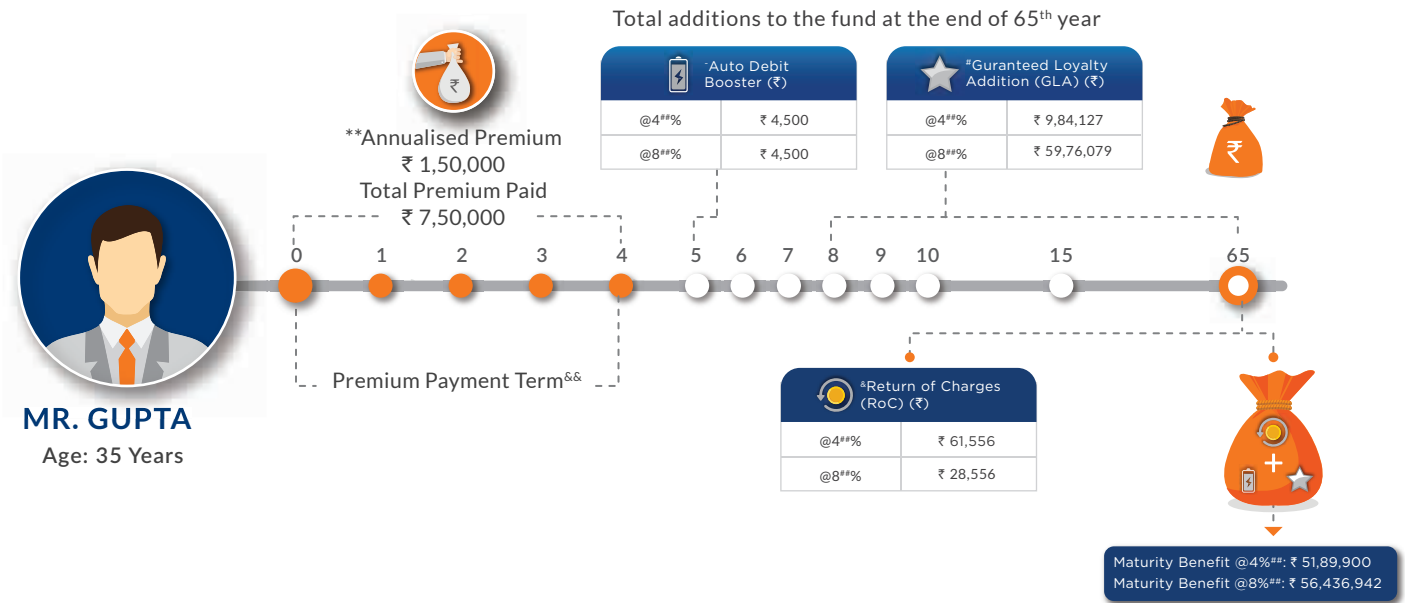 Total additions to the fund at the end of 65th year
-Auto Debit
Booster (₹)
@4##% ₹ 4,500
@8##% ₹ 4,500
#Guranteed Loyalty
Addition (GLA) (₹)
@4##% ₹ 9,84,127
@8##% ₹ 59,76,079
₹
₹
**Annualised Premium
₹ 1,50,000
Total Premium Paid
₹ 7,50,000
0 1 2 3 4 5 6 7 8 9 10 15 65
Premium Payment Term&&
MR. GUPTA
Age: 35 Years
&Return of Charges
(RoC) (₹)
@4##% ₹ 61,556
@8##% ₹ 28,556
+
Maturity Benefit @4%##: ₹ 51,89,900
Maturity Benefit @8%##: ₹ 56,436,942